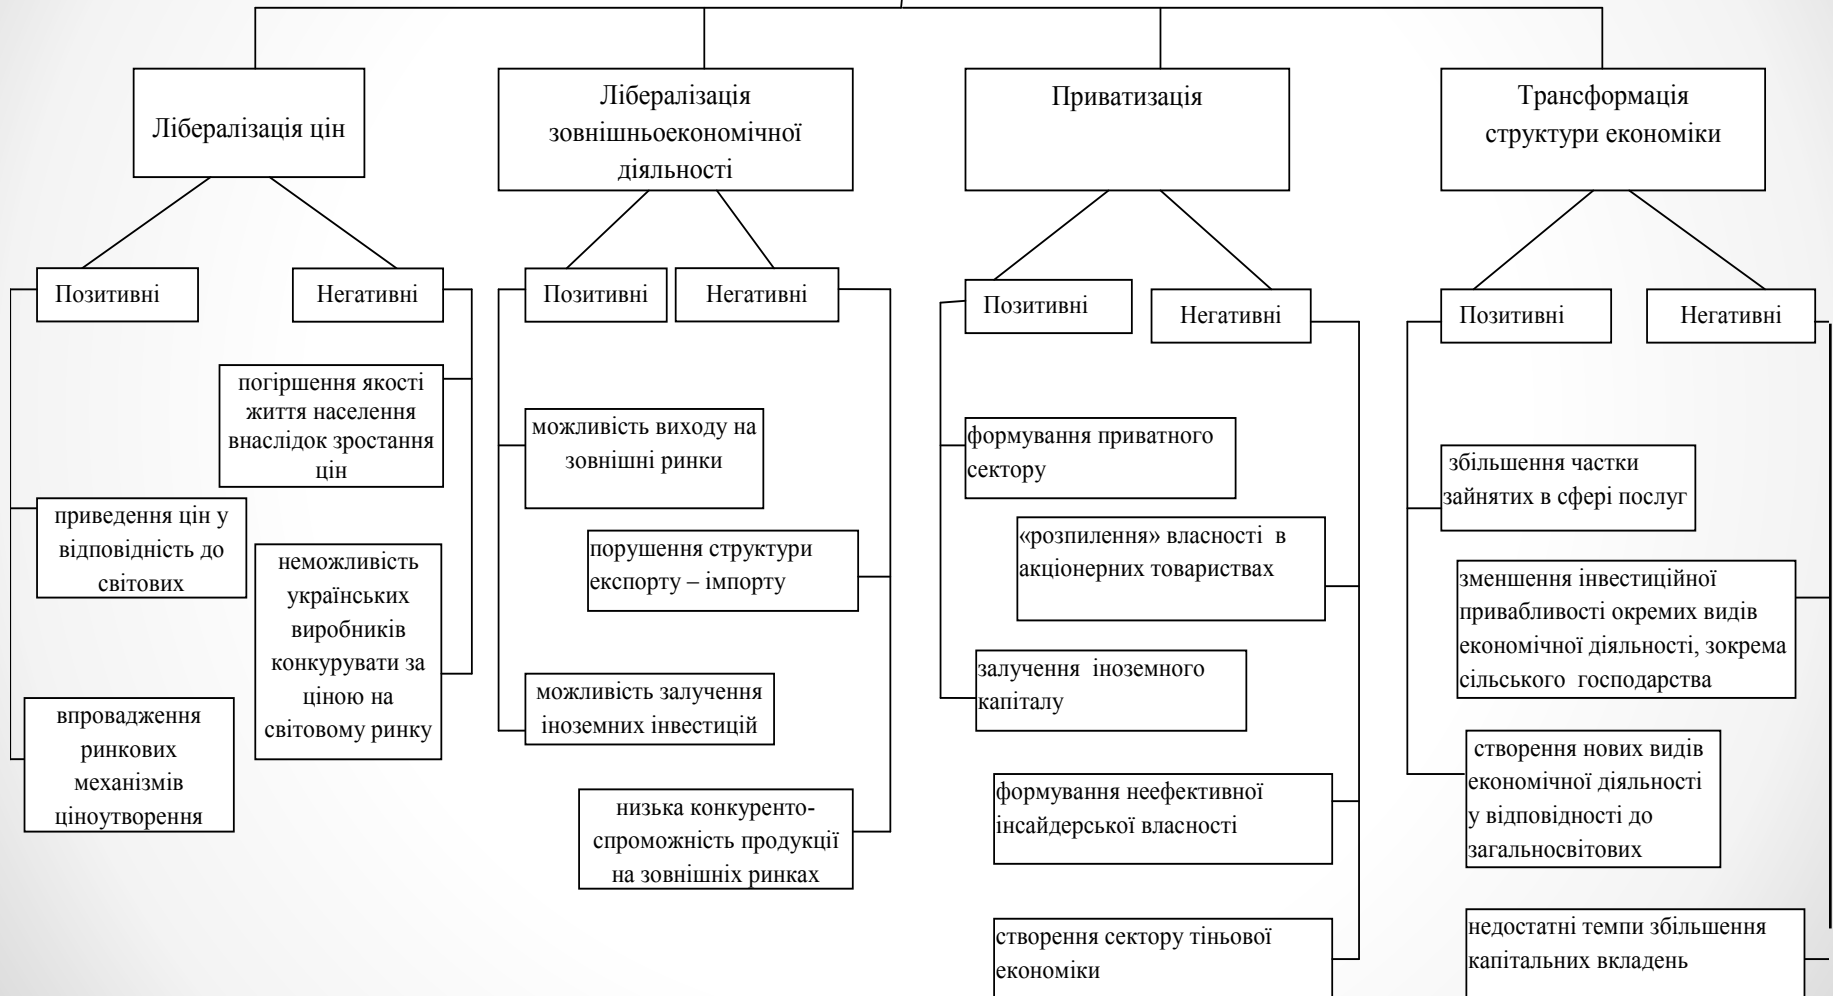 Лібералізація цін
Лібералізація
зовнішньоекономічної
діяльності
Приватизація
Трансформація
структури економіки
Позитивні
Негативні
Позитивні
Негативні
Позитивні
Негативні
Позитивні
Негативні
погіршення якості
життя населення
внаслідок зростання
цін
приведення цін у
відповідність до
світових
неможливість
українських
виробників
конкурувати за
ціною на
світовому ринку
впровадження
ринкових
механізмів
ціноутворення
можливість виходу на
зовнішні ринки
порушення структури
експорту – імпорту
можливість залучення
іноземних інвестицій
низька конкуренто-
спроможність продукції
на зовнішніх ринках
формування приватного
сектору
«розпилення» власності в
акціонерних товариствах
залучення іноземного
капіталу
формування неефективної
інсайдерської власності
створення сектору тіньової
економіки
збільшення частки
зайнятих в сфері послуг
зменшення інвестиційної
привабливості окремих видів
економічної діяльності, зокрема
сільського господарства
створення нових видів
економічної діяльності
у відповідності до
загальносвітових
недостатні темпи збільшення
капітальних вкладень